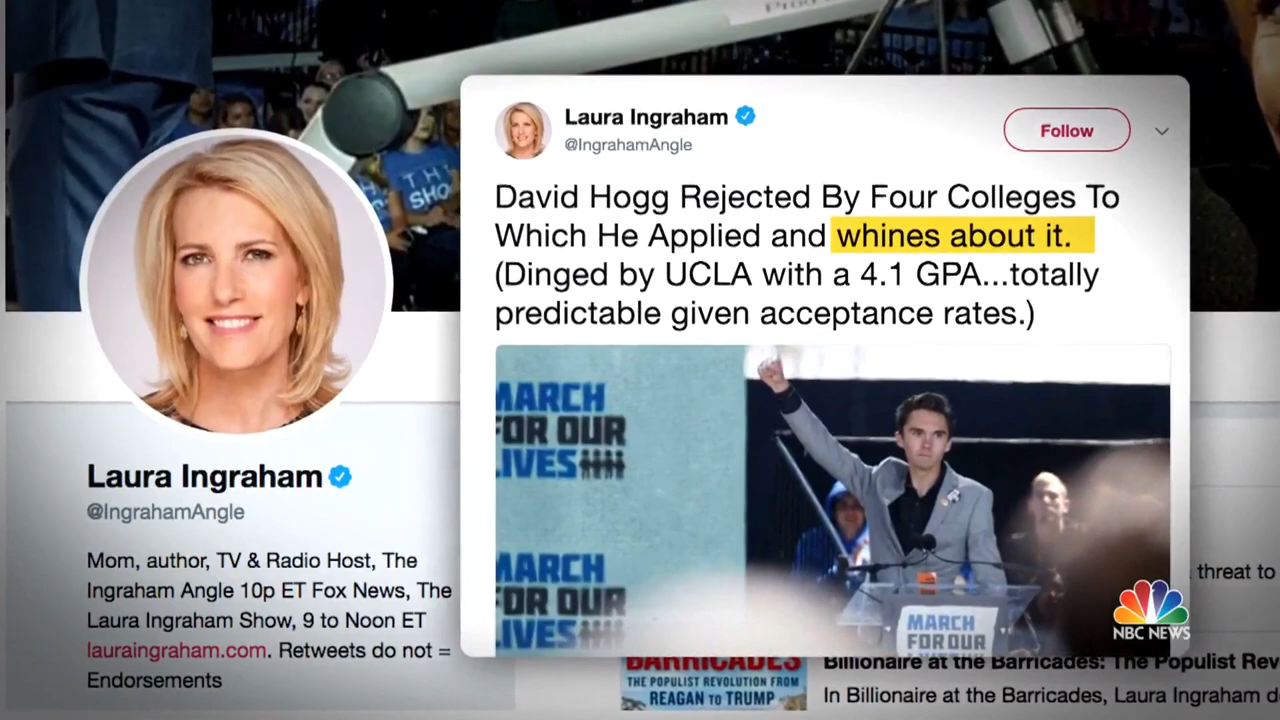 Laura Ingraham
@IngrahamAngle
Follow
David Hogg Rejected By Four Colleges To
Which He Applied and whines about it.
(Dinged by UCLA with a 4.1 GPA...totally
predictable given acceptance rates.)
MARCH
FOR OUR
LIVES
MARCH
FOR OUR
LIVES
MARCH
FOR OUR
NBC NEWS
Laura Ingraham
@IngrahamAngle
Mom, author, TV & Radio Host, The
Ingraham Angle 10p ET Fox News, The
Laura Ingraham Show, 9 to Noon ET
lauraingraham.com. Retweets do not =
Endorsements
THE
SHO
threat to
BARRICADES
THE POPULIST REVOLUTION FROM
REAGAN TO TRUMP
Billionaire at the Barricades: The Populist Rev
In Billionaire at the Barricades, Laura Ingraham d